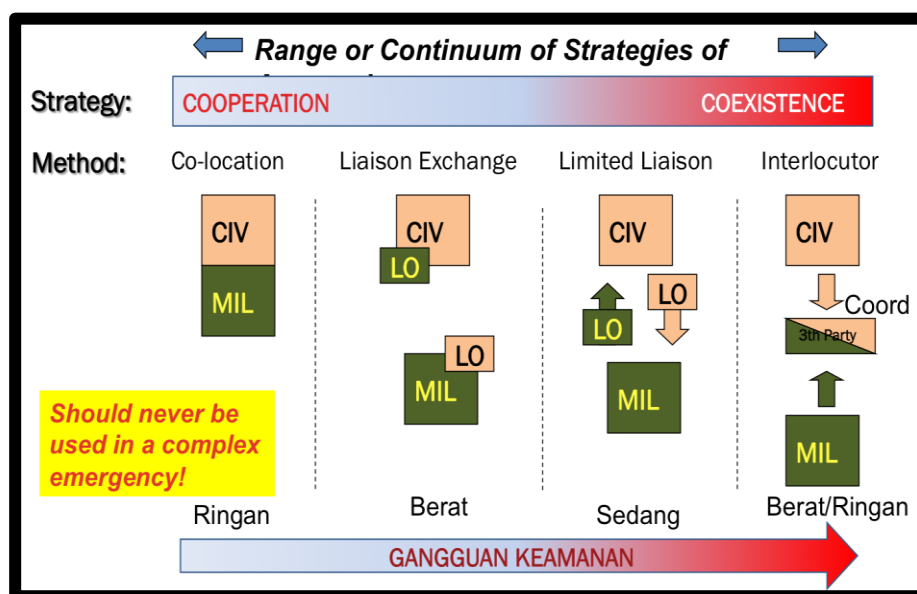 Range or Continuum of Strategies of
Strategy:
COOPERATION
COEXISTENCE
Method:
Co-location
Liaison Exchange
Limited Liaison
Interlocutor
CIV
MIL
CIV
LO
LO
MIL
CIV
LO
LO
MIL
CIV
Coord
3th Party
MIL
Should never be
used in a complex
emergency!
Ringan
Berat
Sedang
Berat/Ringan
GANGGUAN KEAMANAN